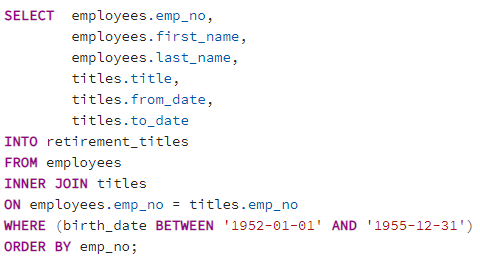 SELECT  employees.emp_no,
        employees.first_name,
        employees.last_name,
        titles.title,
        titles.from_date,
        titles.to_date
INTO retirement_titles
FROM employees
INNER JOIN titles
ON employees.emp_no = titles.emp_no
WHERE (birth_date BETWEEN '1952-01-01' AND '1955-12-31')
ORDER BY emp_no;